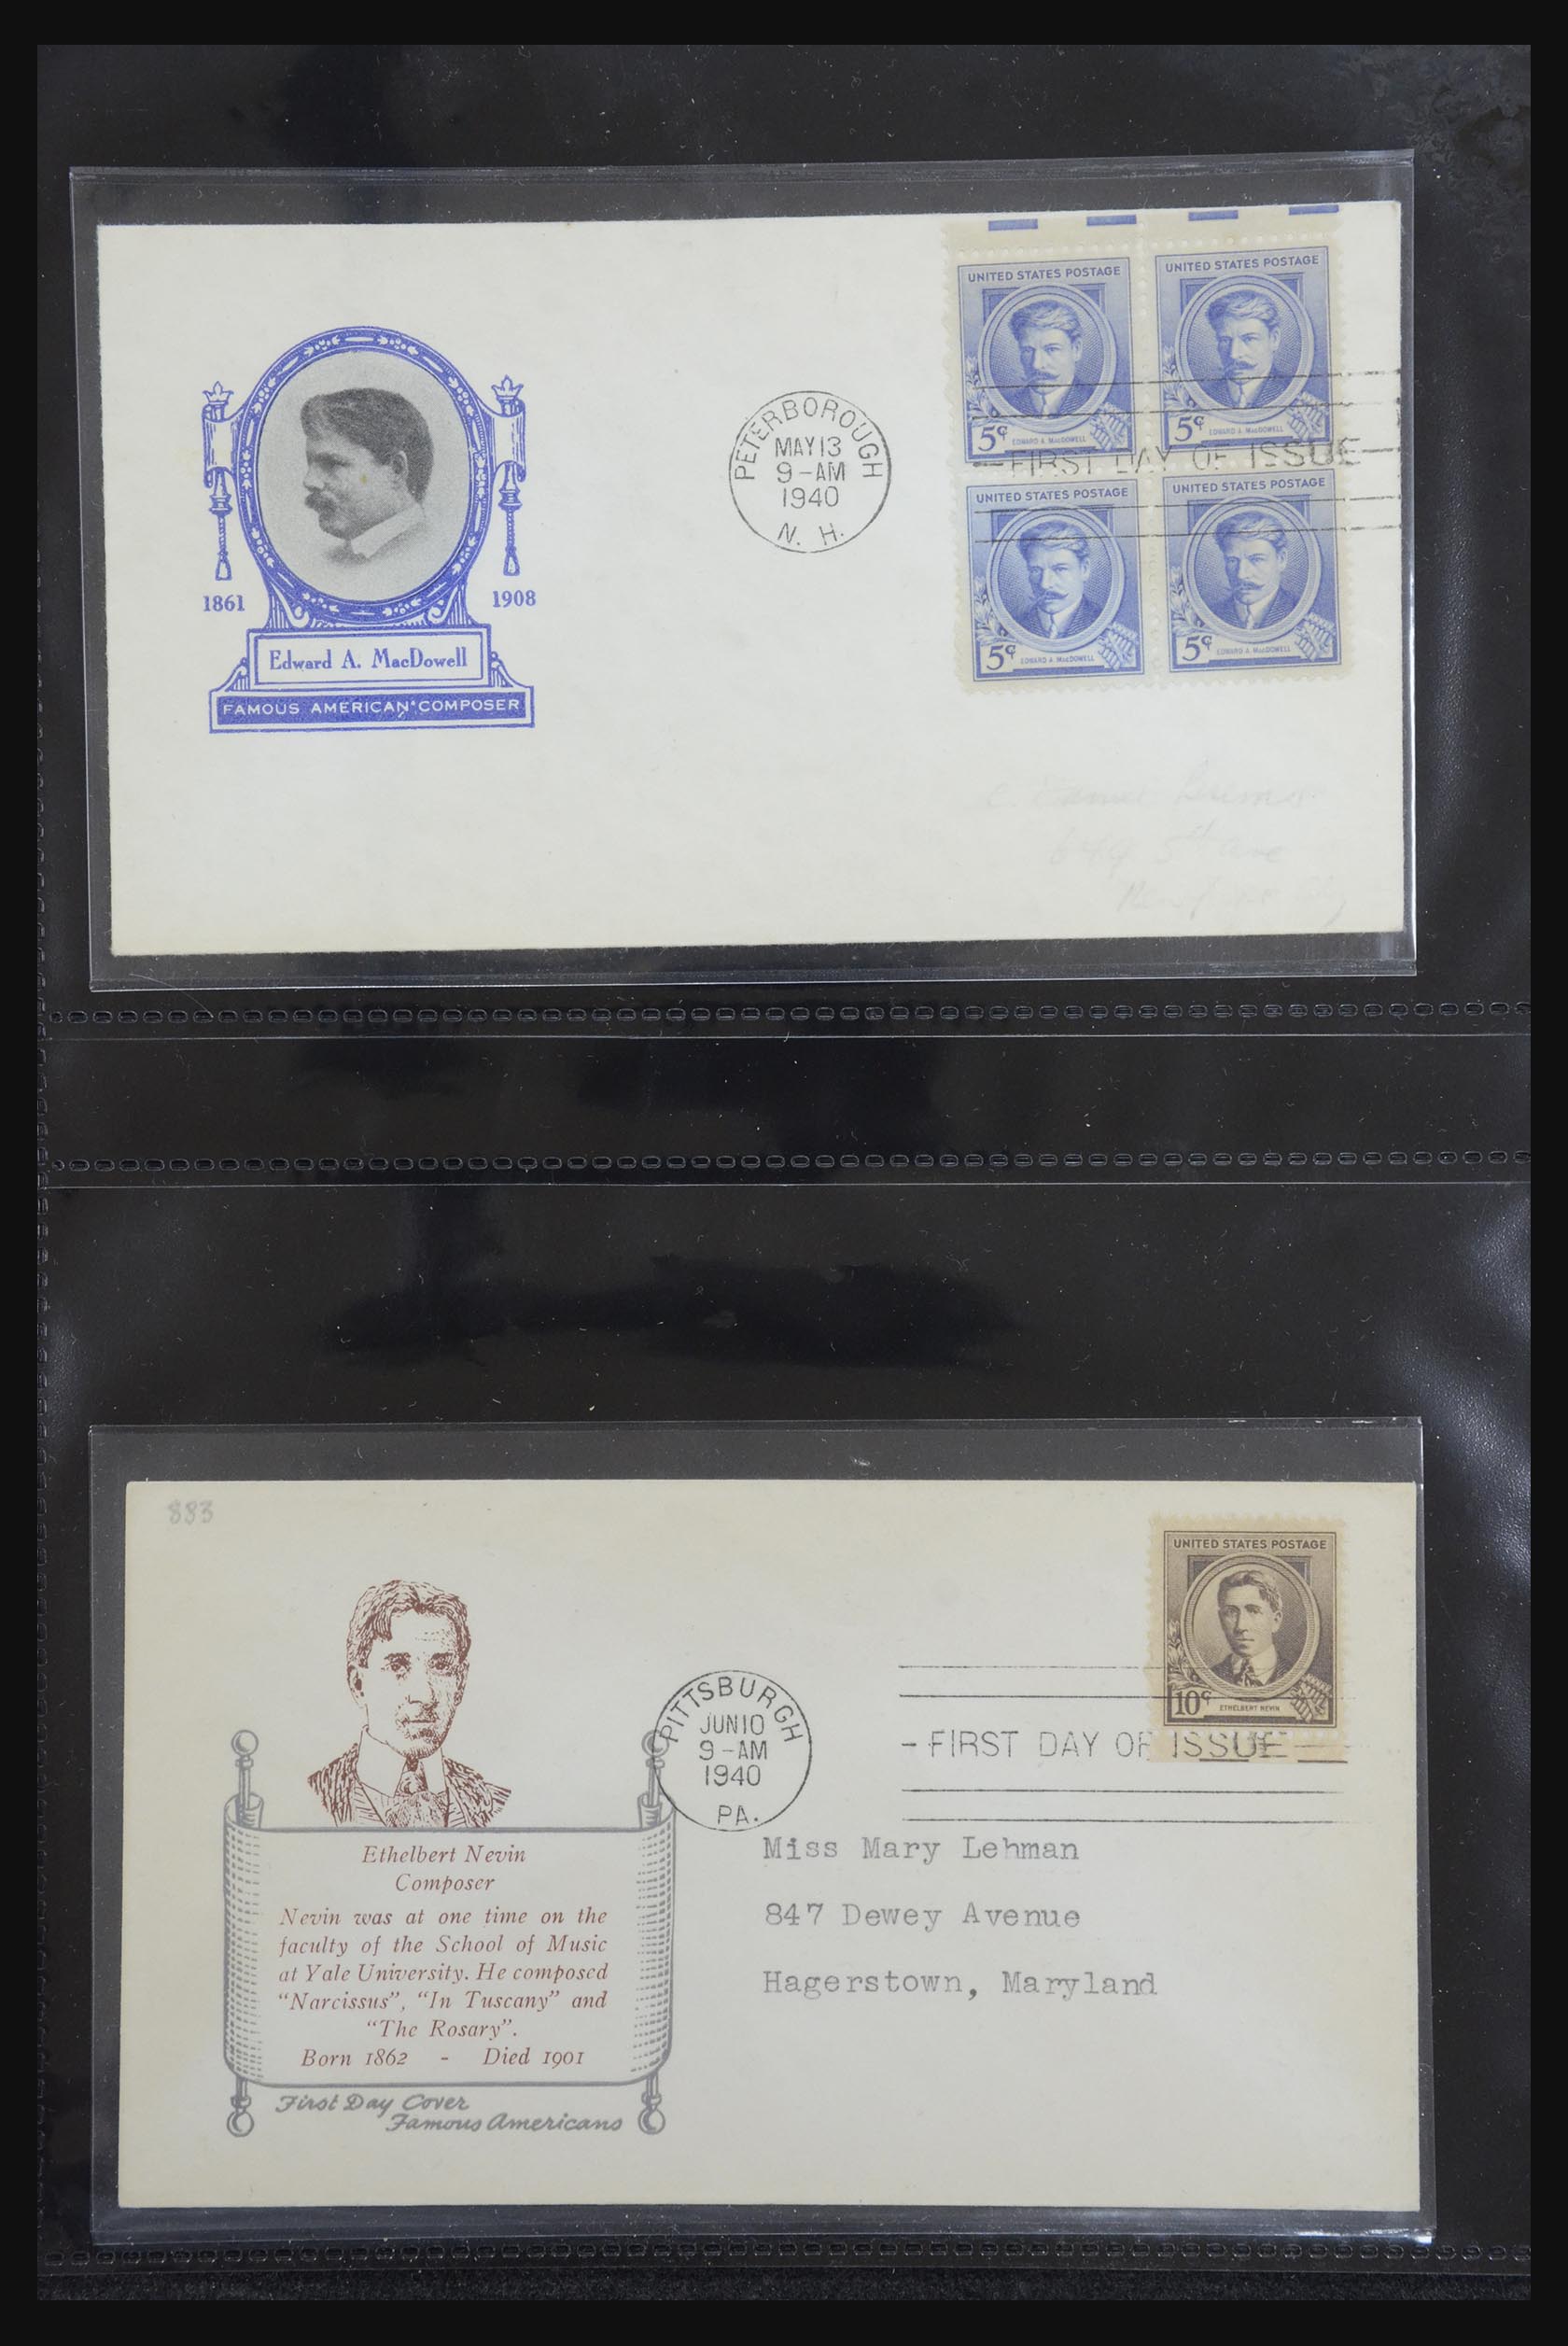 UNITED STATES POSTAGE
5¢ EDWARD A. MacDOWELL
UNITED STATES POSTAGE
5¢ EDWARD A. MacDOWELL
UNITED STATES POSTAGE
5¢ EDWARD A. MacDOWELL
UNITED STATES POSTAGE
5¢ EDWARD A. MacDOWELL
PETERBOROUGH
MAY 13
9-AM
1940
N. H.
FIRST DAY OF ISSUE
1861
1908
Edward A. MacDowell
FAMOUS AMERICAN COMPOSER
5th Ave
883
UNITED STATES POSTAGE
10¢ ETHELBERT NEVIN
PITTSBURGH
JUN 10
9-AM
1940
PA.
- FIRST DAY OF ISSUE -
Miss Mary Lehman
847 Dewey Avenue
Hagerstown, Maryland
Ethelbert Nevin
Composer
Nevin was at one time on the
faculty of the School of Music
at Yale University. He composed
"Narcissus", "In Tuscany" and
"The Rosary".
Born 1862 - Died 1901
First Day Cover
Famous Americans